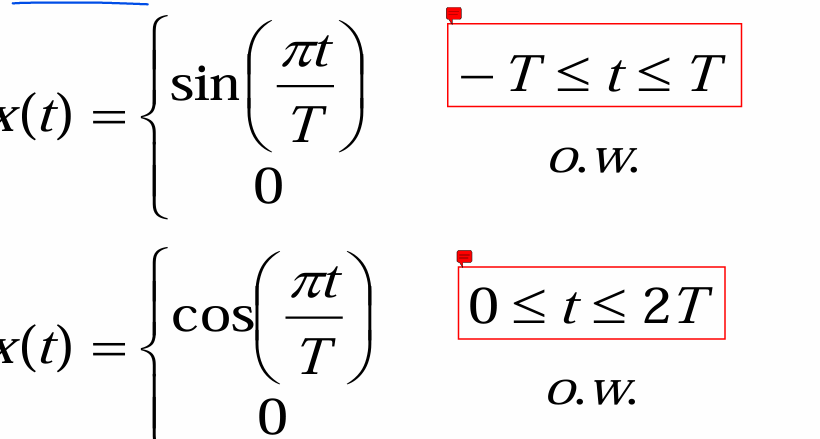 x(t) = { sin(πt/T)    − T ≤ t ≤ T
0    o.w.
x(t) = { cos(πt/T)    0 ≤ t ≤ 2T
0    o.w.